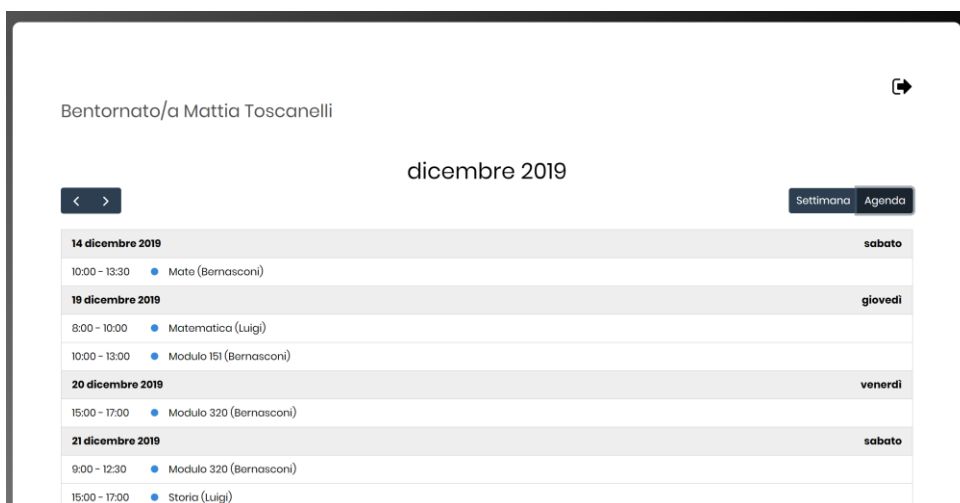 Bentornato/a Mattia Toscanelli
dicembre 2019
Settimana Agenda
14 dicembre 2019 sabato
10:00 - 13:30 Mate (Bernasconi)
19 dicembre 2019 giovedì
8:00 - 10:00 Matematica (Luigi)
10:00 - 13:00 Modulo 151 (Bernasconi)
20 dicembre 2019 venerdì
15:00 - 17:00 Modulo 320 (Bernasconi)
21 dicembre 2019 sabato
9:00 - 12:30 Modulo 320 (Bernasconi)
15:00 - 17:00 Storia (Luigi)